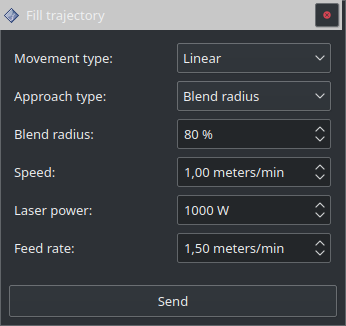 Fill trajectory
Movement type: Linear
Approach type: Blend radius
Blend radius: 80 %
Speed: 1,00 meters/min
Laser power: 1000 W
Feed rate: 1,50 meters/min
Send